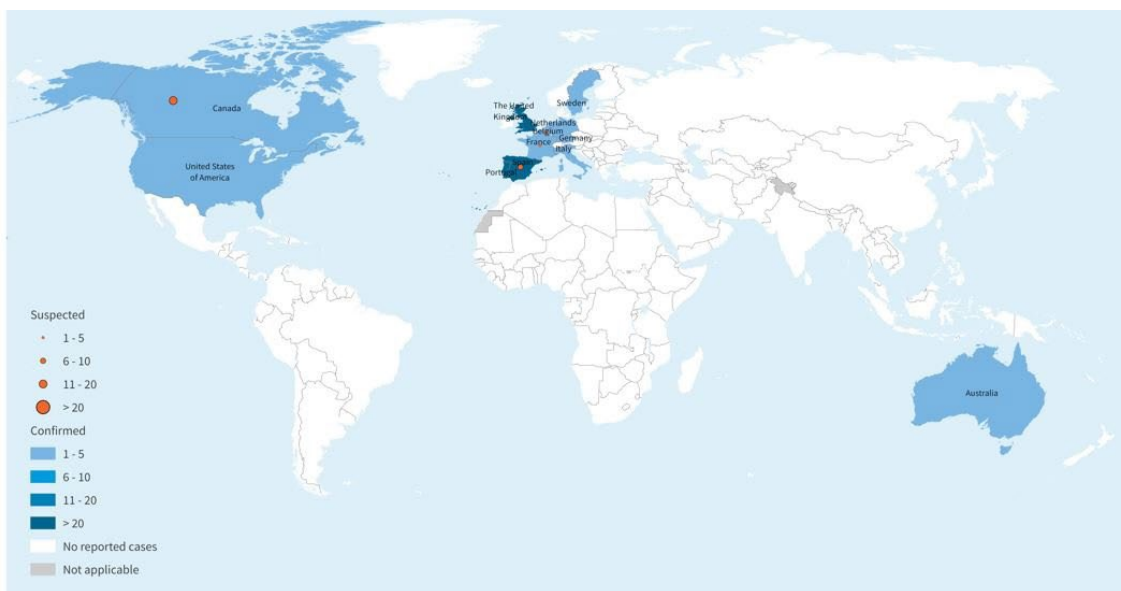 Canada
United States
of America
The United
Kingdom
Sweden
Netherlands
Belgium
Germany
France
Italy
Portugal
Australia
Suspected
1 - 5
6 - 10
11 - 20
> 20
Confirmed
1 - 5
6 - 10
11 - 20
> 20
No reported cases
Not applicable